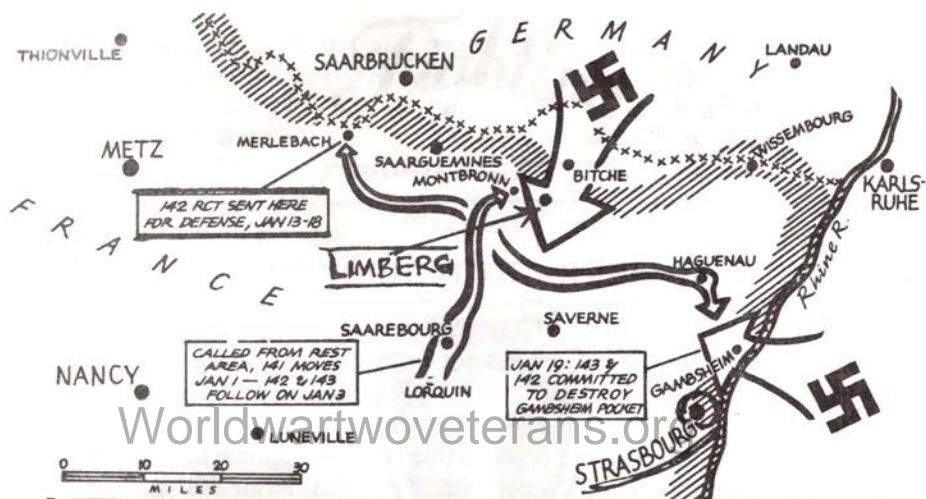 GERMANY
THIONVILLE
SAARBRUCKEN
LANDAU
MERLEBACH
WISSEMBOURG
METZ
SAARGUEMINES
MONTBRONN
BITCHE
KARLS-
RUHE
142 RCT SENT HERE
FOR DEFENSE, JAN 13-18
FRANCE
LIMBERG
HAGUENAU
Rhine R.
SAAREBOURG
SAVERNE
CALLED FROM REST
AREA, 141 MOVES
JAN 1 — 142 & 143
FOLLOW ON JAN 3
JAN 19: 143 &
142 COMMITTED
TO DESTROY
GAMBSHEIM POCKET
GAMBSHEIM
NANCY
LORQUIN
Worldwartwoveterans.org
LUNEVILLE
STRASBOURG
0 10 20 30
MILES